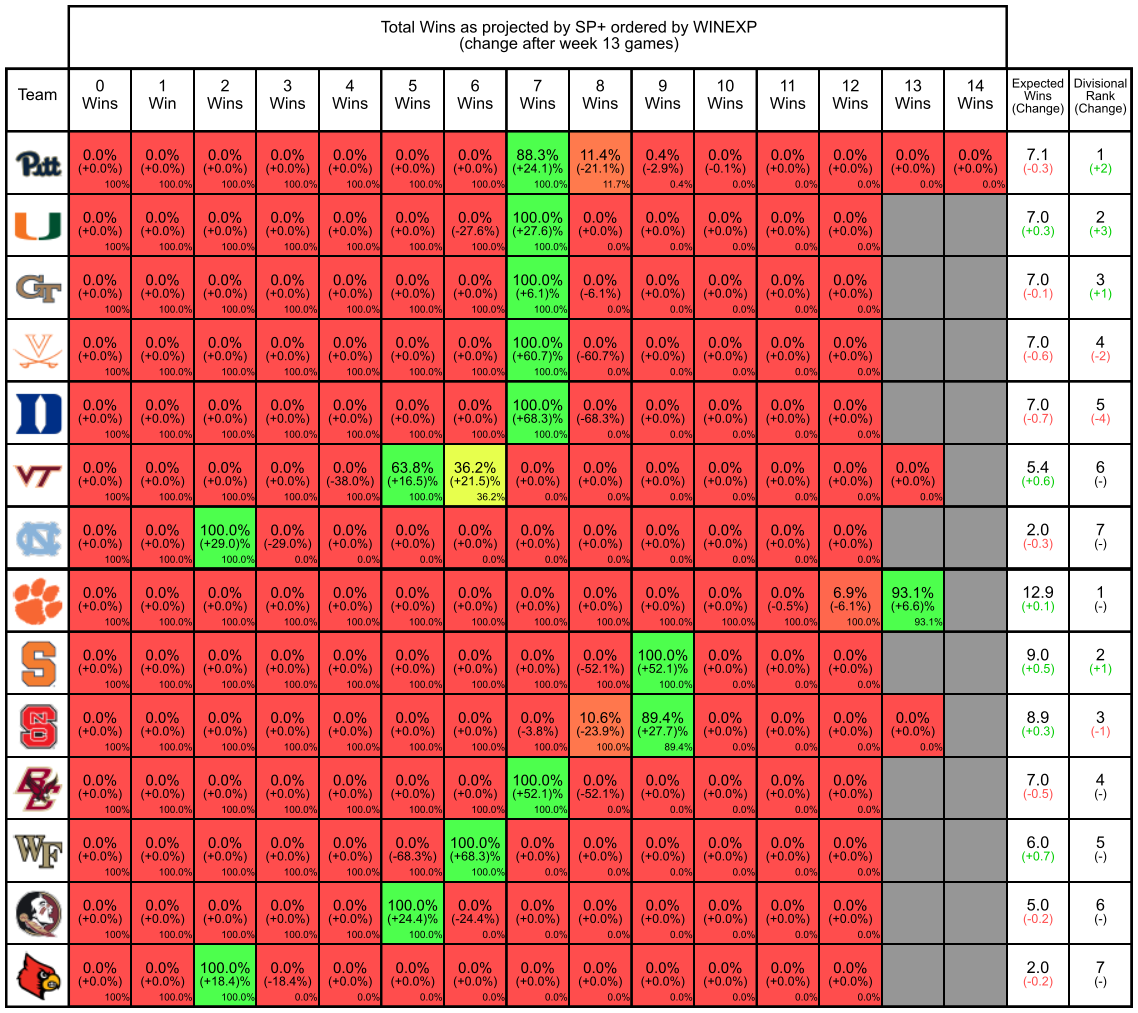 Total Wins as projected by SP+ ordered by WINEXP
(change after week 13 games)
Team 0 Wins 1 Win 2 Wins 3 Wins 4 Wins 5 Wins 6 Wins 7 Wins 8 Wins 9 Wins 10 Wins 11 Wins 12 Wins 13 Wins 14 Wins Expected Wins (Change) Divisional Rank (Change)
Pitt 0.0% 0.0% 0.0% 0.0% 0.0% 0.0% 0.0% 88.3% 11.4% 0.4% 0.0% 0.0% 0.0% 0.0% 0.0% 7.1 1
(+0.0%) (+0.0%) (+0.0%) (+0.0%) (+0.0%) (+0.0%) (+0.0%) (+24.1)% (-21.1%) (-2.9%) (-0.1%) (+0.0%) (+0.0%) (+0.0%) (+0.0%) (-0.3) (+2)
100% 100.0% 100.0% 100.0% 100.0% 100.0% 100.0% 100.0% 11.7% 0.4% 0.0% 0.0% 0.0% 0.0% 0.0%
U 0.0% 0.0% 0.0% 0.0% 0.0% 0.0% 0.0% 100.0% 0.0% 0.0% 0.0% 0.0% 0.0% 7.0 2
(+0.0%) (+0.0%) (+0.0%) (+0.0%) (+0.0%) (+0.0%) (-27.6%) (+27.6)% (+0.0%) (+0.0%) (+0.0%) (+0.0%) (+0.0%) (+0.3) (+3)
100% 100.0% 100.0% 100.0% 100.0% 100.0% 100.0% 100.0% 0.0% 0.0% 0.0% 0.0% 0.0%
GT 0.0% 0.0% 0.0% 0.0% 0.0% 0.0% 0.0% 100.0% 0.0% 0.0% 0.0% 0.0% 0.0% 7.0 3
(+0.0%) (+0.0%) (+0.0%) (+0.0%) (+0.0%) (+0.0%) (+0.0%) (+6.1)% (-6.1%) (+0.0%) (+0.0%) (+0.0%) (+0.0%) (-0.1) (+1)
100% 100.0% 100.0% 100.0% 100.0% 100.0% 100.0% 100.0% 0.0% 0.0% 0.0% 0.0% 0.0%
V 0.0% 0.0% 0.0% 0.0% 0.0% 0.0% 0.0% 100.0% 0.0% 0.0% 0.0% 0.0% 0.0% 7.0 4
(+0.0%) (+0.0%) (+0.0%) (+0.0%) (+0.0%) (+0.0%) (+0.0%) (+60.7)% (-60.7%) (+0.0%) (+0.0%) (+0.0%) (+0.0%) (-0.6) (-2)
100% 100.0% 100.0% 100.0% 100.0% 100.0% 100.0% 100.0% 0.0% 0.0% 0.0% 0.0% 0.0%
D 0.0% 0.0% 0.0% 0.0% 0.0% 0.0% 0.0% 100.0% 0.0% 0.0% 0.0% 0.0% 0.0% 7.0 5
(+0.0%) (+0.0%) (+0.0%) (+0.0%) (+0.0%) (+0.0%) (+0.0%) (+68.3)% (-68.3%) (+0.0%) (+0.0%) (+0.0%) (+0.0%) (-0.7) (-4)
100% 100.0% 100.0% 100.0% 100.0% 100.0% 100.0% 100.0% 0.0% 0.0% 0.0% 0.0% 0.0%
VT 0.0% 0.0% 0.0% 0.0% 0.0% 63.8% 36.2% 0.0% 0.0% 0.0% 0.0% 0.0% 0.0% 0.0% 5.4 6
(+0.0%) (+0.0%) (+0.0%) (+0.0%) (-38.0%) (+16.5)% (+21.5)% (+0.0%) (+0.0%) (+0.0%) (+0.0%) (+0.0%) (+0.0%) (+0.0%) (+0.6) (-)
100% 100.0% 100.0% 100.0% 100.0% 100.0% 36.2% 0.0% 0.0% 0.0% 0.0% 0.0% 0.0% 0.0%
NC 0.0% 0.0% 100.0% 0.0% 0.0% 0.0% 0.0% 0.0% 0.0% 0.0% 0.0% 0.0% 0.0% 2.0 7
(+0.0%) (+0.0%) (+29.0)% (-29.0%) (+0.0%) (+0.0%) (+0.0%) (+0.0%) (+0.0%) (+0.0%) (+0.0%) (+0.0%) (+0.0%) (-0.3) (-)
100% 100.0% 100.0% 0.0% 0.0% 0.0% 0.0% 0.0% 0.0% 0.0% 0.0% 0.0% 0.0%
0.0% 0.0% 0.0% 0.0% 0.0% 0.0% 0.0% 0.0% 0.0% 0.0% 0.0% 0.0% 6.9% 93.1% 12.9 1
(+0.0%) (+0.0%) (+0.0%) (+0.0%) (+0.0%) (+0.0%) (+0.0%) (+0.0%) (+0.0%) (+0.0%) (+0.0%) (-0.5%) (-6.1%) (+6.6)% (+0.1) (-)
100% 100.0% 100.0% 100.0% 100.0% 100.0% 100.0% 100.0% 100.0% 100.0% 100.0% 100.0% 100.0% 93.1%
S 0.0% 0.0% 0.0% 0.0% 0.0% 0.0% 0.0% 0.0% 0.0% 100.0% 0.0% 0.0% 0.0% 9.0 2
(+0.0%) (+0.0%) (+0.0%) (+0.0%) (+0.0%) (+0.0%) (+0.0%) (+0.0%) (-52.1%) (+52.1)% (+0.0%) (+0.0%) (+0.0%) (+0.5) (+1)
100% 100.0% 100.0% 100.0% 100.0% 100.0% 100.0% 100.0% 100.0% 100.0% 0.0% 0.0% 0.0%
NCS 0.0% 0.0% 0.0% 0.0% 0.0% 0.0% 0.0% 0.0% 10.6% 89.4% 0.0% 0.0% 0.0% 0.0% 8.9 3
(+0.0%) (+0.0%) (+0.0%) (+0.0%) (+0.0%) (+0.0%) (+0.0%) (-3.8%) (-23.9%) (+27.7)% (+0.0%) (+0.0%) (+0.0%) (+0.0%) (+0.3) (-1)
100% 100.0% 100.0% 100.0% 100.0% 100.0% 100.0% 100.0% 100.0% 89.4% 0.0% 0.0% 0.0% 0.0%
BC 0.0% 0.0% 0.0% 0.0% 0.0% 0.0% 0.0% 100.0% 0.0% 0.0% 0.0% 0.0% 0.0% 7.0 4
(+0.0%) (+0.0%) (+0.0%) (+0.0%) (+0.0%) (+0.0%) (+0.0%) (+52.1)% (-52.1%) (+0.0%) (+0.0%) (+0.0%) (+0.0%) (-0.5) (-)
100% 100.0% 100.0% 100.0% 100.0% 100.0% 100.0% 100.0% 0.0% 0.0% 0.0% 0.0% 0.0%
WF 0.0% 0.0% 0.0% 0.0% 0.0% 0.0% 100.0% 0.0% 0.0% 0.0% 0.0% 0.0% 0.0% 6.0 5
(+0.0%) (+0.0%) (+0.0%) (+0.0%) (+0.0%) (-68.3%) (+68.3)% (+0.0%) (+0.0%) (+0.0%) (+0.0%) (+0.0%) (+0.0%) (+0.7) (-)
100% 100.0% 100.0% 100.0% 100.0% 100.0% 100.0% 0.0% 0.0% 0.0% 0.0% 0.0% 0.0%
0.0% 0.0% 0.0% 0.0% 0.0% 100.0% 0.0% 0.0% 0.0% 0.0% 0.0% 0.0% 0.0% 5.0 6
(+0.0%) (+0.0%) (+0.0%) (+0.0%) (+0.0%) (+24.4)% (-24.4%) (+0.0%) (+0.0%) (+0.0%) (+0.0%) (+0.0%) (+0.0%) (-0.2) (-)
100% 100.0% 100.0% 100.0% 100.0% 100.0% 0.0% 0.0% 0.0% 0.0% 0.0% 0.0% 0.0%
0.0% 0.0% 100.0% 0.0% 0.0% 0.0% 0.0% 0.0% 0.0% 0.0% 0.0% 0.0% 0.0% 2.0 7
(+0.0%) (+0.0%) (+18.4)% (-18.4%) (+0.0%) (+0.0%) (+0.0%) (+0.0%) (+0.0%) (+0.0%) (+0.0%) (+0.0%) (+0.0%) (-0.2) (-)
100% 100.0% 100.0% 0.0% 0.0% 0.0% 0.0% 0.0% 0.0% 0.0% 0.0% 0.0% 0.0%